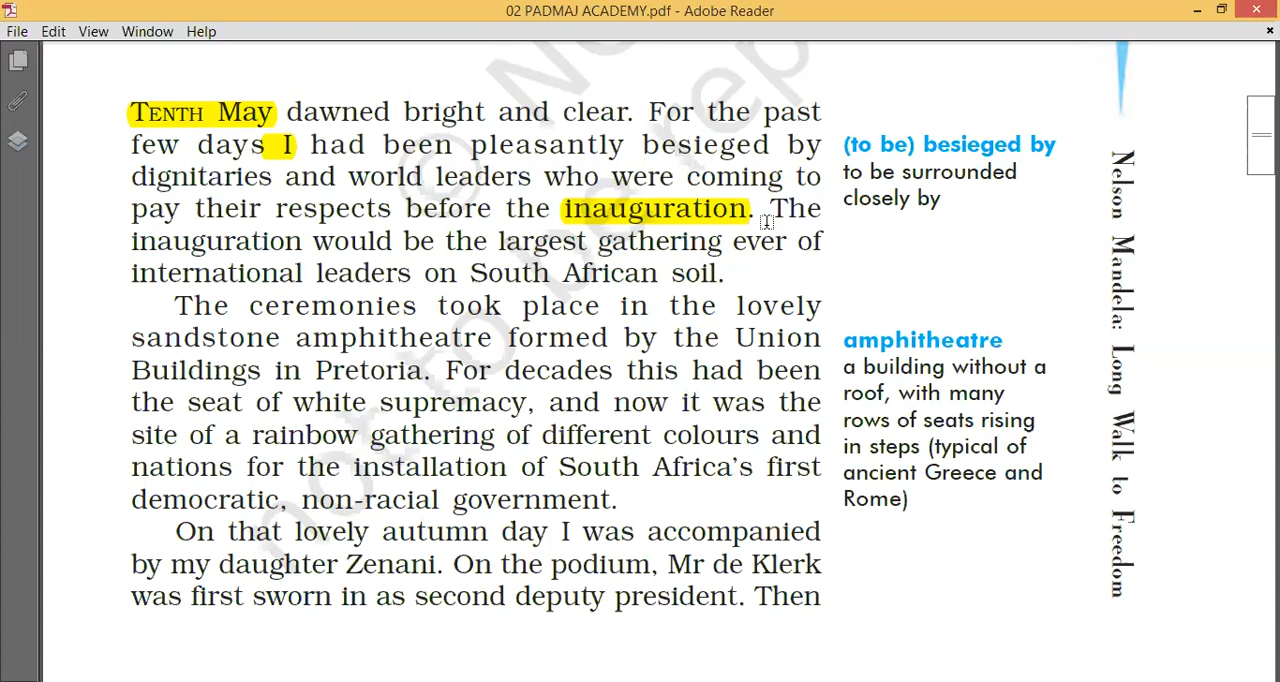 02 PADMAJ ACADEMY.pdf - Adobe Reader
File Edit View Window Help
TENTH May dawned bright and clear. For the past
few days I had been pleasantly besieged by
dignitaries and world leaders who were coming to
pay their respects before the inauguration. The
inauguration would be the largest gathering ever of
international leaders on South African soil.
The ceremonies took place in the lovely
sandstone amphitheatre formed by the Union
Buildings in Pretoria. For decades this had been
the seat of white supremacy, and now it was the
site of a rainbow gathering of different colours and
nations for the installation of South Africa's first
democratic, non-racial government.
On that lovely autumn day I was accompanied
by my daughter Zenani. On the podium, Mr de Klerk
was first sworn in as second deputy president. Then
(to be) besieged by
to be surrounded
closely by
amphitheatre
a building without a
roof, with many
rows of seats rising
in steps (typical of
ancient Greece and
Rome)
Nelson Mandela: Long Walk to Freedom
© No
not to be rep